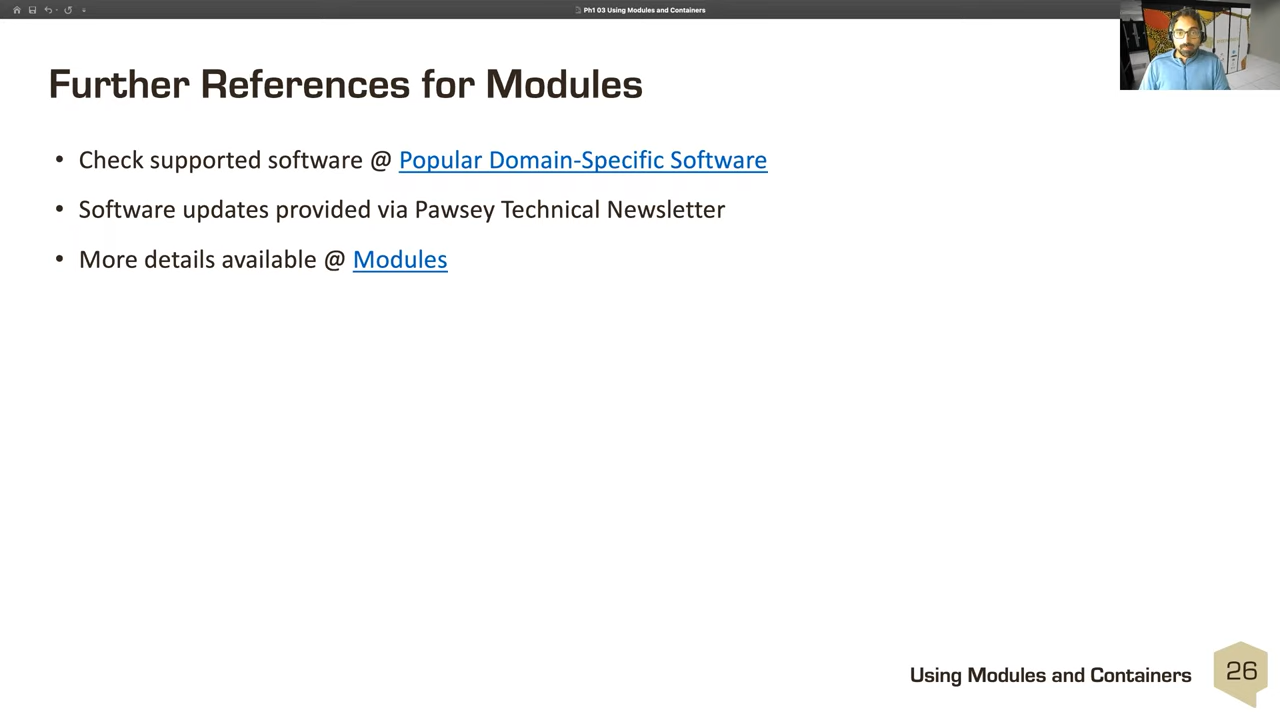 Ph1 03 Using Modules and Containers
Further References for Modules
• Check supported software @ Popular Domain-Specific Software
• Software updates provided via Pawsey Technical Newsletter
• More details available @ Modules
Using Modules and Containers
26